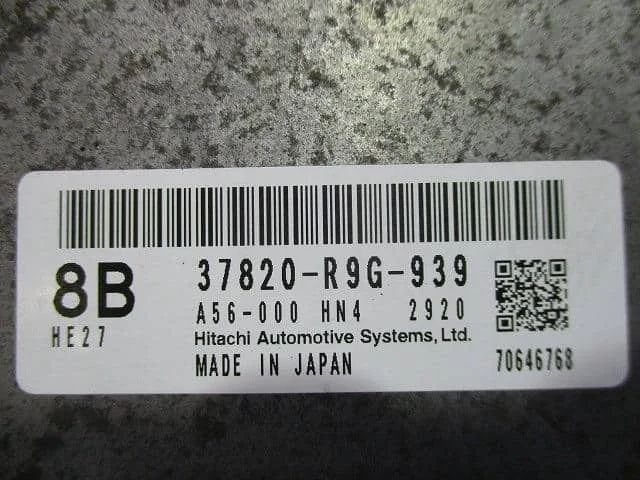 8B 37820-R9G-939
HE27 A56-000 HN4 2920
Hitachi Automotive Systems, Ltd.
MADE IN JAPAN 70646768